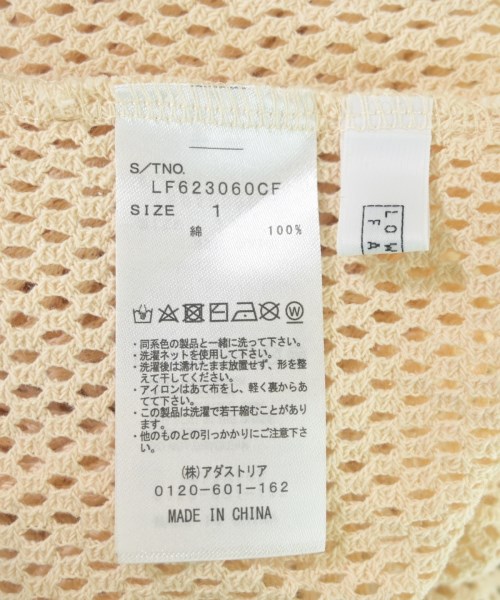 S/TNO.
LF623060CF
SIZE 1
綿 100%
・同系色の製品と一緒に洗って下さい。
・洗濯ネットを使用して下さい。
・洗濯後は濡れたまま放置せず、形を整
えて干してください。
・アイロンはあて布をし、軽く裏からあ
てて下さい。
・この製品は洗濯で若干縮むことがあり
ます。
・他のものとの引っかかりにご注意下さ
い。
(株)アダストリア
0120-601-162
MADE IN CHINA
LOW
FA